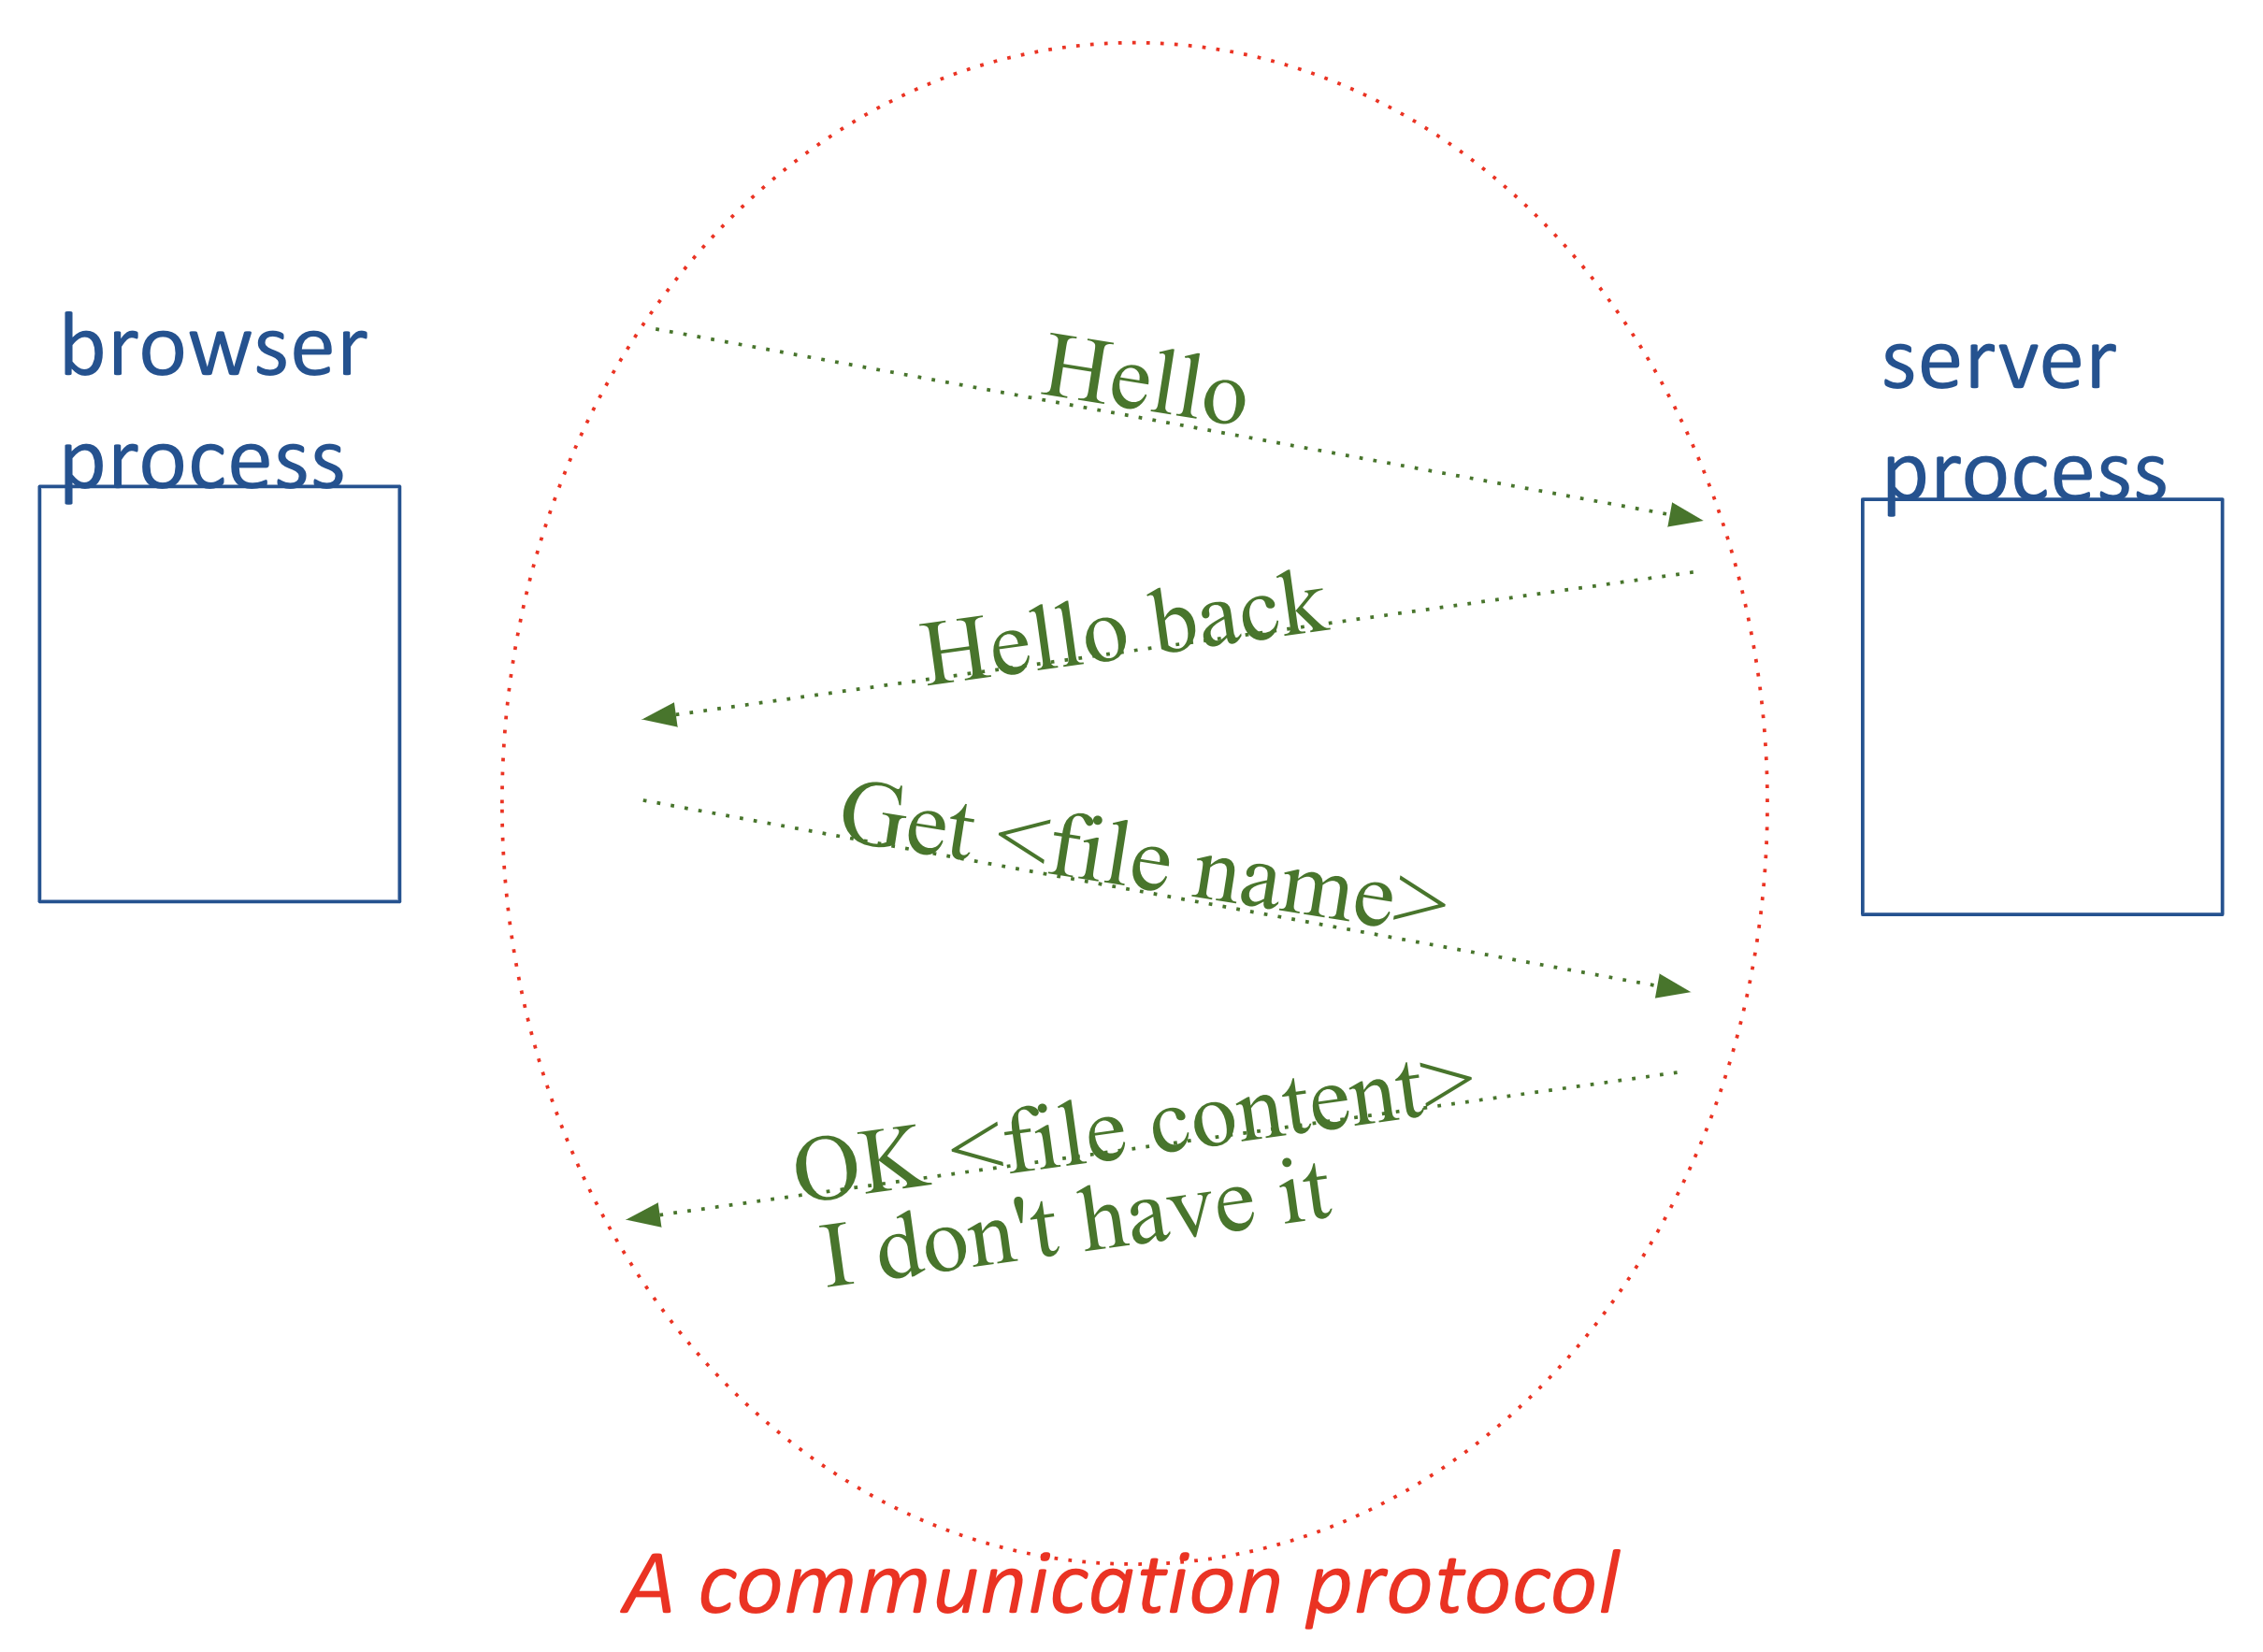 browser
process
server
process
Hello
Hello back
Get <file name>
OK <file content>
I don't have it
A communication protocol